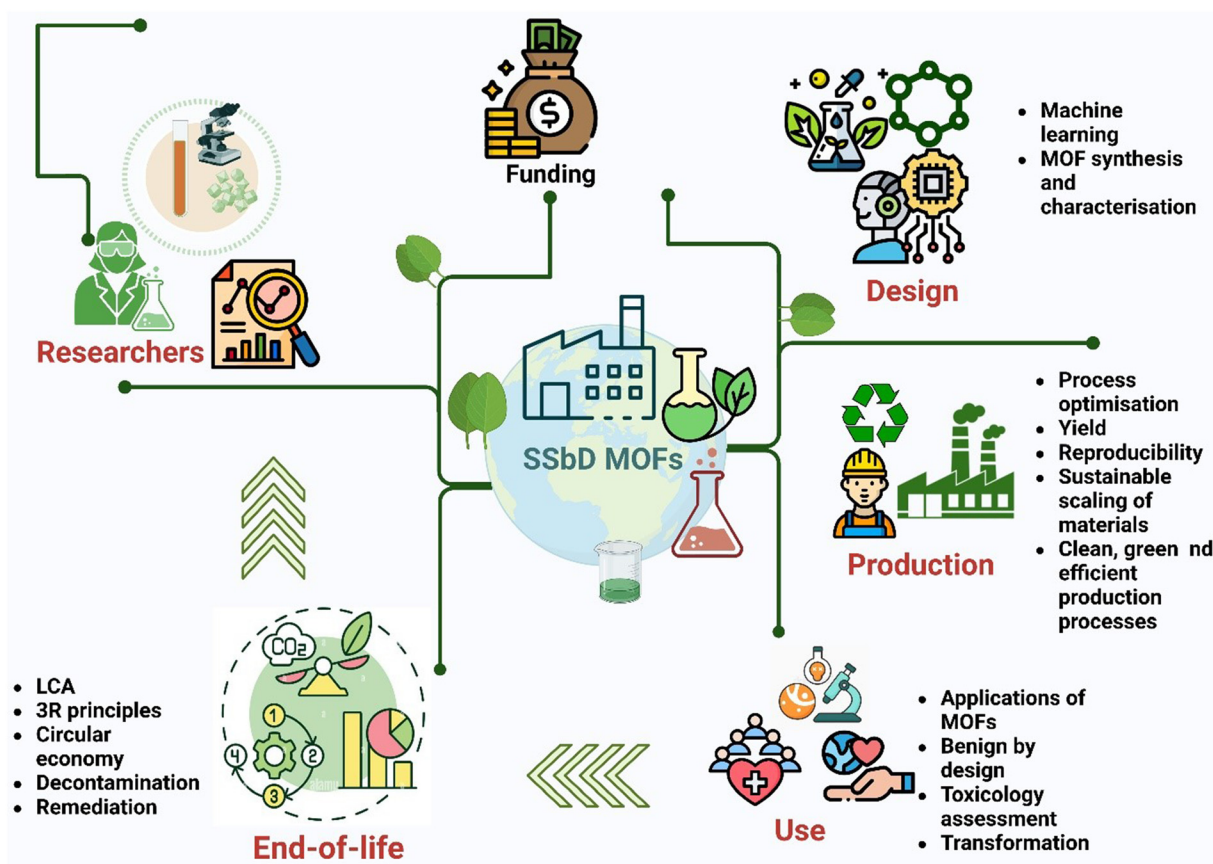 Funding
• Machine
learning
• MOF synthesis
and
characterisation
Design
Researchers
$
SSbD MOFs
• Process
optimisation
• Yield
• Reproducibility
• Sustainable
scaling of
materials
• Clean, green nd
efficient
production
processes
Production
CO2
1
2
3
4
• LCA
• 3R principles
• Circular
economy
• Decontamination
• Remediation
End-of-life
• Applications of
MOFs
• Benign by
design
• Toxicology
assessment
• Transformation
Use